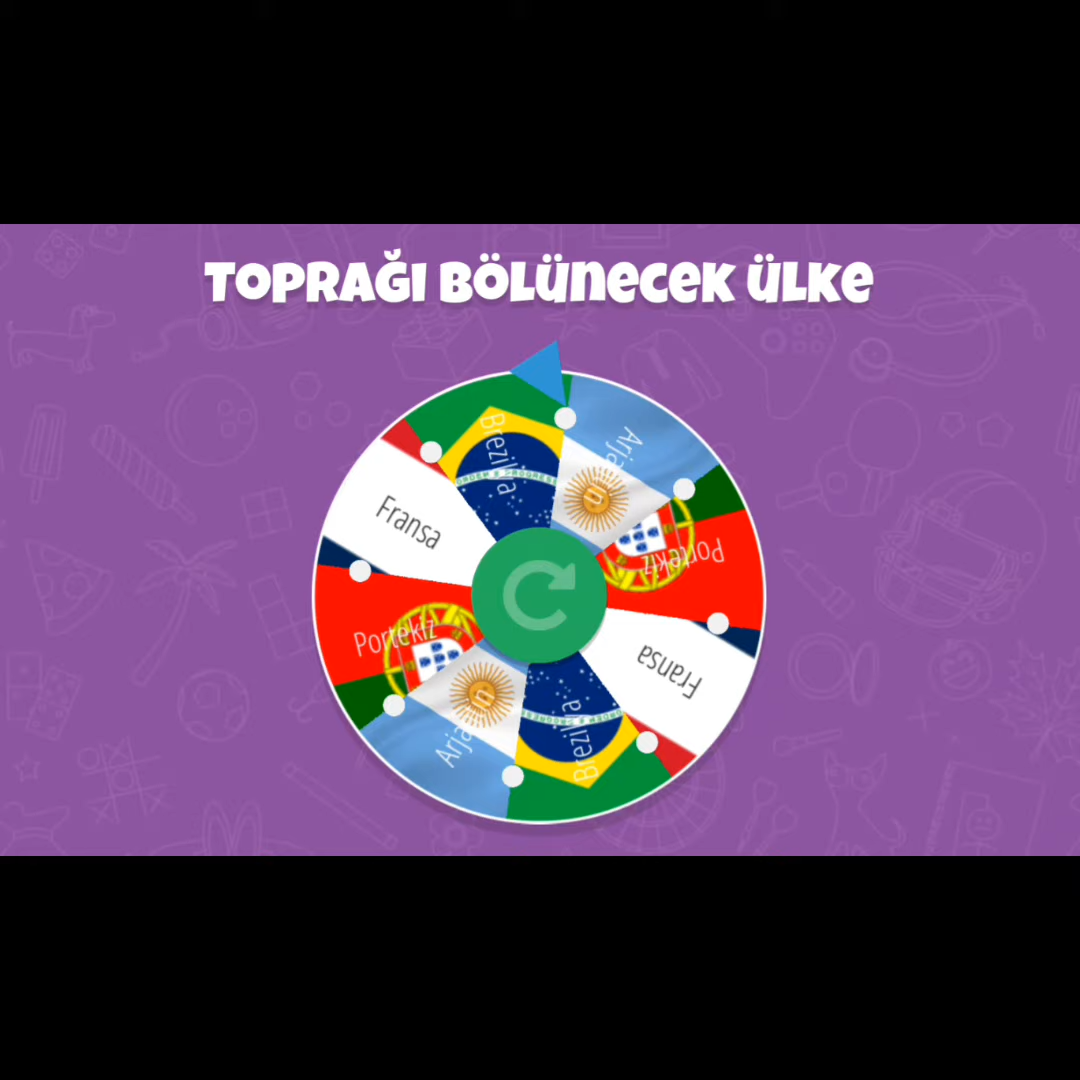 TOPRAĞI BÖLÜNECEK ÜLKE
Brezilya
Fransa
Portekiz
Portekiz
Fransa
Brezilya